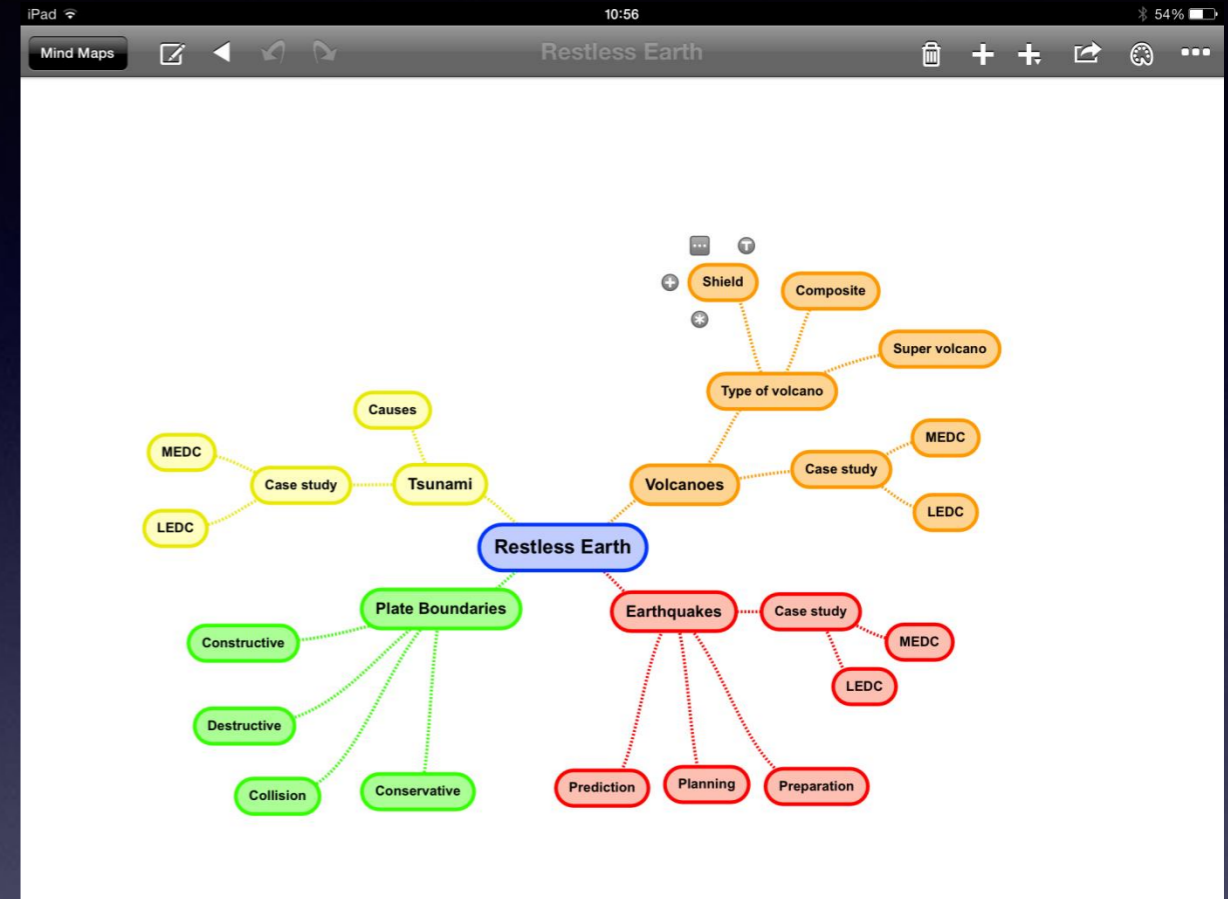 iPad
10:56
54%
Mind Maps
Restless Earth
Shield
Composite
Super volcano
Type of volcano
Causes
MEDC
MEDC
Case study
Case study
Tsunami
Volcanoes
LEDC
LEDC
Restless Earth
Plate Boundaries
Earthquakes
Case study
Constructive
MEDC
LEDC
Destructive
Collision
Conservative
Prediction
Planning
Preparation